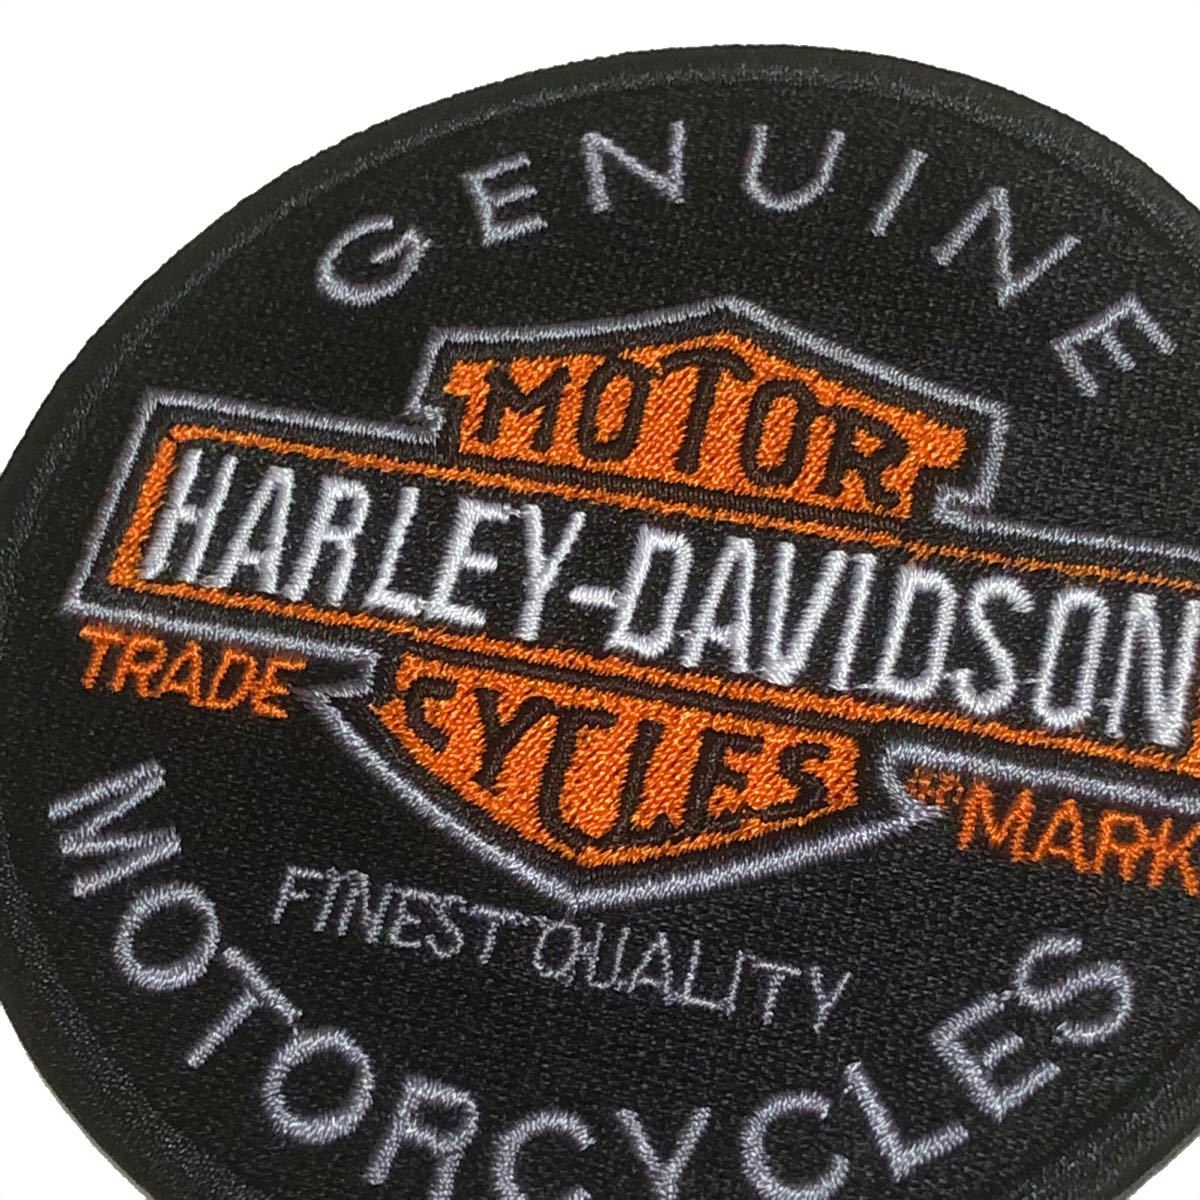 GENUINE
MOTOR
HARLEY-DAVIDSON
CYCLES
TRADE MARK
FINEST QUALITY
MOTORCYCLES